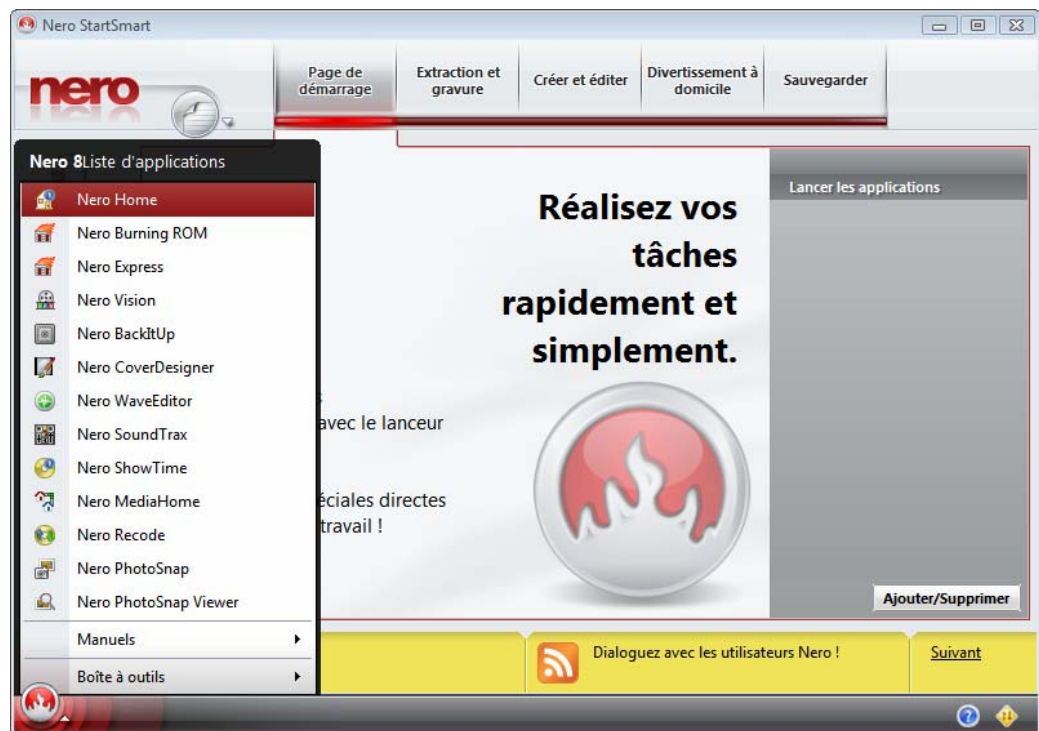 Nero StartSmart
nero
Page de
démarrage
Extraction et
gravure
Créer et éditer
Divertissement à
domicile
Sauvegarder
Nero 8Liste d'applications
Nero Home
Nero Burning ROM
Nero Express
Nero Vision
Nero BackItUp
Nero CoverDesigner
Nero WaveEditor
Nero SoundTrax
Nero ShowTime
Nero MediaHome
Nero Recode
Nero PhotoSnap
Nero PhotoSnap Viewer
Manuels
Boîte à outils
Réalisez vos
tâches
rapidement et
simplement.
avec le lanceur
directes
travail !
Lancer les applications
Ajouter/Supprimer
Dialoguez avec les utilisateurs Nero !
Suivant